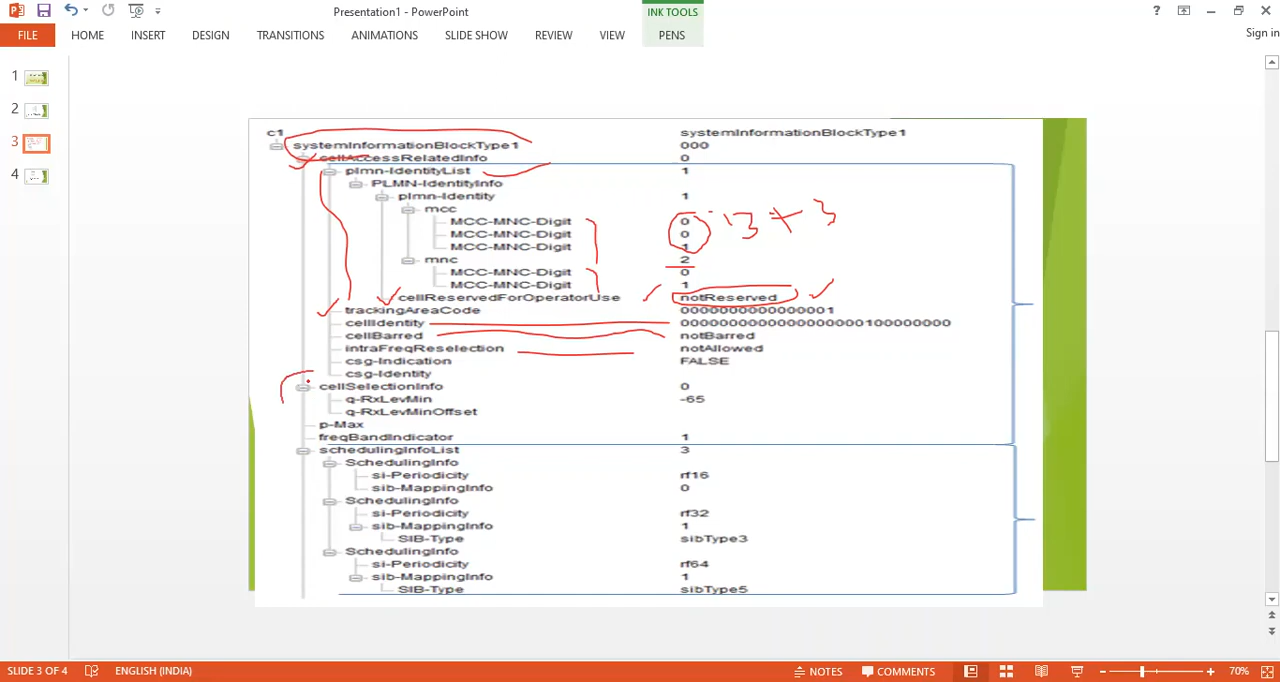 Presentation1 - PowerPoint
INK TOOLS
?
Sign in
FILE HOME INSERT DESIGN TRANSITIONS ANIMATIONS SLIDE SHOW REVIEW VIEW PENS
1
2
3
4
c1 systemInformationBlockType1
systemInformationBlockType1 000
cellAccessRelatedInfo 0
plmn-IdentityList 1
PLMN-IdentityInfo
plmn-Identity 1
mcc
MCC-MNC-Digit 0
MCC-MNC-Digit 0
MCC-MNC-Digit 1
13 + 3
mnc 2
MCC-MNC-Digit 0
MCC-MNC-Digit 1
cellReservedForOperatorUse notReserved
trackingAreaCode 0000000000000001
cellIdentity 0000000000000000000100000000
cellBarred notBarred
intraFreqReselection notAllowed
csg-Indication FALSE
csg-Identity
cellSelectionInfo 0
q-RxLevMin -65
q-RxLevMinOffset
p-Max
freqBandIndicator 1
schedulingInfoList 3
SchedulingInfo
si-Periodicity rf16
sib-MappingInfo 0
SchedulingInfo
si-Periodicity rf32
sib-MappingInfo 1
SIB-Type sibType3
SchedulingInfo
si-Periodicity rf64
sib-MappingInfo 1
SIB-Type sibType5
SLIDE 3 OF 4 ENGLISH (INDIA) NOTES COMMENTS 70%